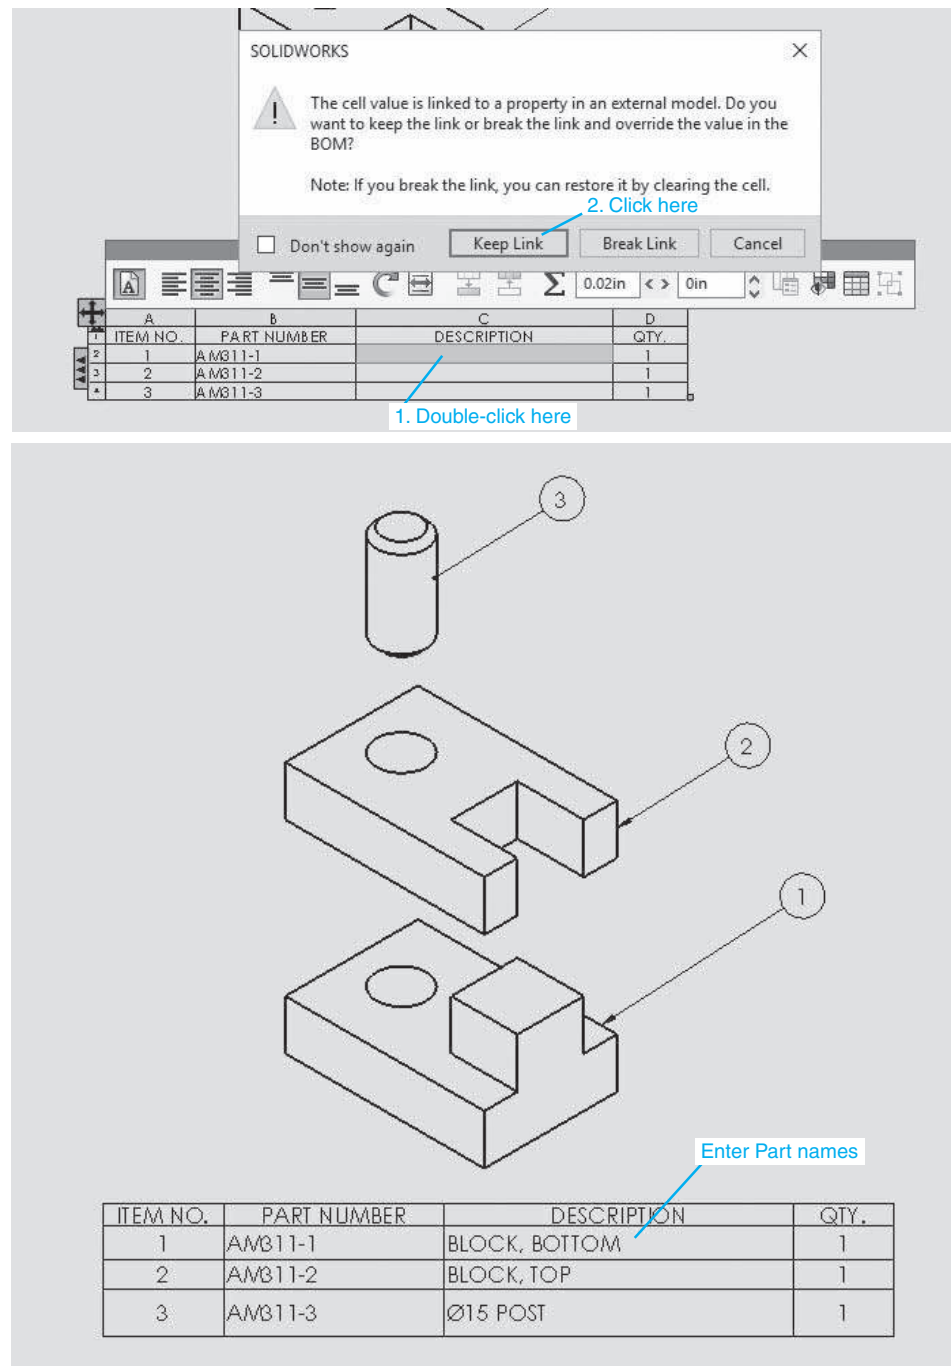 SOLIDWORKS
The cell value is linked to a property in an external model. Do you
want to keep the link or break the link and override the value in the
BOM?
Note: If you break the link, you can restore it by clearing the cell.
2. Click here
Don't show again Keep Link Break Link Cancel
A Σ 0.02in < > 0in
A B C D
1 ITEM NO. PART NUMBER DESCRIPTION QTY.
2 1 AM311-1 1
3 2 AM311-2 1
4 3 AM311-3 1
1. Double-click here
3
2
1
Enter Part names
ITEM NO. PART NUMBER DESCRIPTION QTY.
1 AM311-1 BLOCK, BOTTOM 1
2 AM311-2 BLOCK, TOP 1
3 AM311-3 Ø15 POST 1